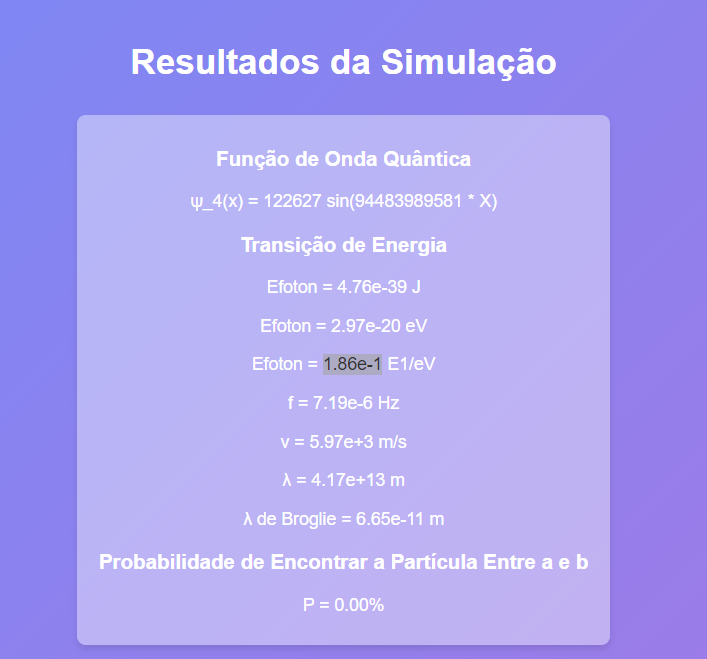 Resultados da Simulação
Função de Onda Quântica
ψ_4(x) = 122627 sin(94483989581 * X)
Transição de Energia
Efoton = 4.76e-39 J
Efoton = 2.97e-20 eV
Efoton = 1.86e-1 E1/eV
f = 7.19e-6 Hz
v = 5.97e+3 m/s
λ = 4.17e+13 m
λ de Broglie = 6.65e-11 m
Probabilidade de Encontrar a Partícula Entre a e b
P = 0.00%